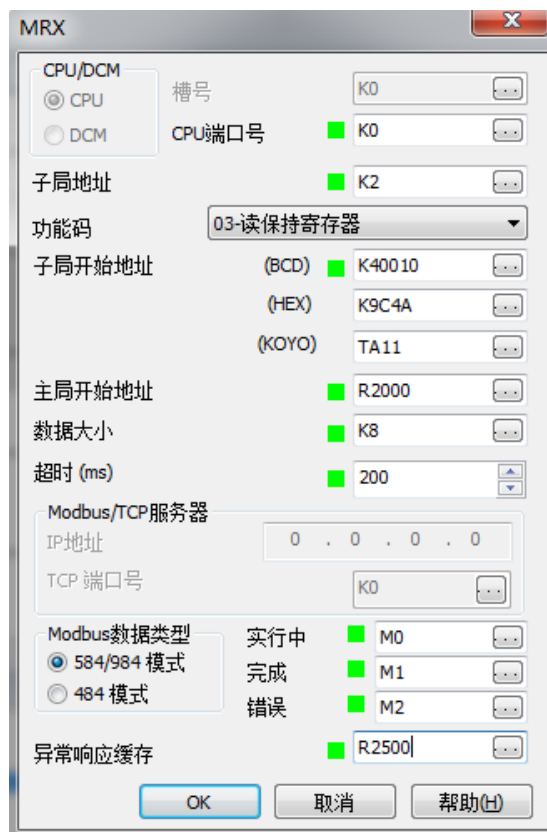 MRX
CPU/DCM
CPU
DCM
槽号 K0 ...
CPU端口号 K0 ...
子局地址 K2 ...
功能码 03-读保持寄存器
子局开始地址 (BCD) K40010 ...
(HEX) K9C4A ...
(KOYO) TA11 ...
主局开始地址 R2000 ...
数据大小 K8 ...
超时 (ms) 200
Modbus/TCP服务器
IP地址 0 . 0 . 0 . 0
TCP 端口号 K0 ...
Modbus数据类型
584/984 模式
484 模式
实行中 M0 ...
完成 M1 ...
错误 M2 ...
异常响应缓存 R2500 ...
OK 取消 帮助(H)